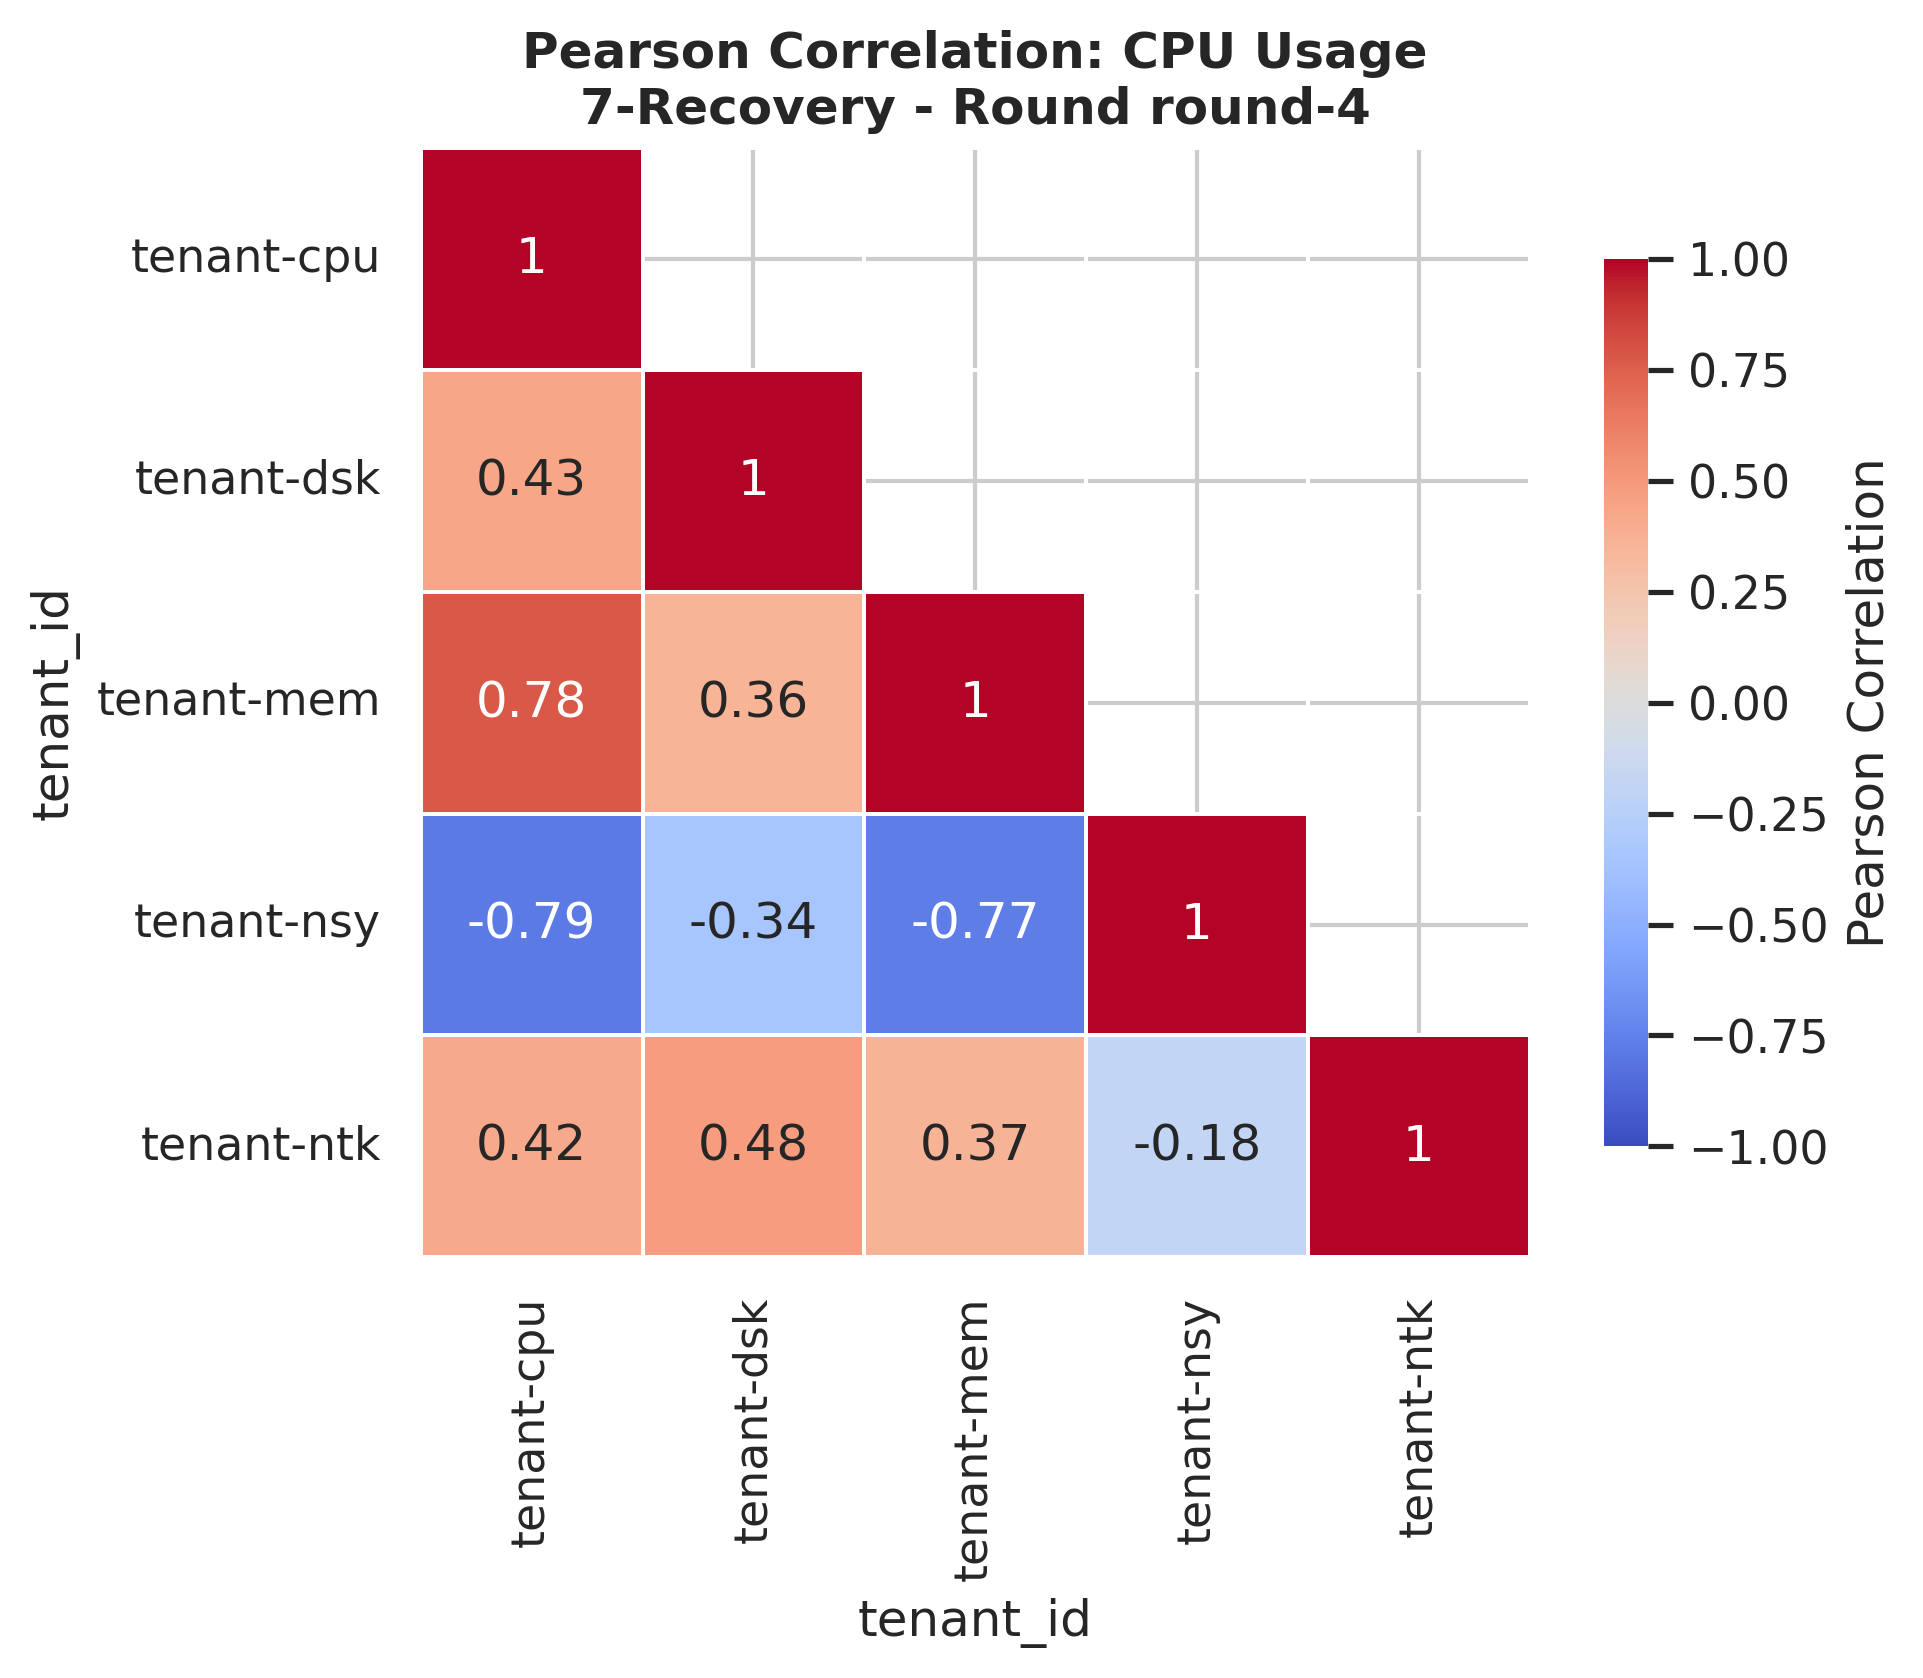 Pearson Correlation: CPU Usage
7-Recovery - Round round-4
tenant_id
tenant-cpu
1
tenant-dsk
0.43
1
tenant-mem
0.78
0.36
1
tenant-nsy
-0.79
-0.34
-0.77
1
tenant-ntk
0.42
0.48
0.37
-0.18
1
tenant-cpu
tenant-dsk
tenant-mem
tenant-nsy
tenant-ntk
tenant_id
1.00
0.75
0.50
0.25
0.00
−0.25
−0.50
−0.75
−1.00
Pearson Correlation